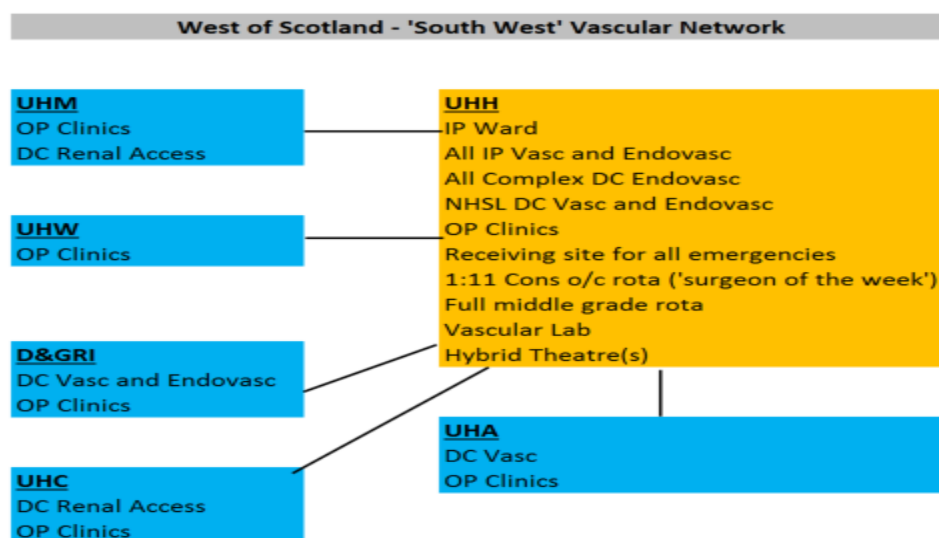 West of Scotland - 'South West' Vascular Network
UHM
OP Clinics
DC Renal Access
UHW
OP Clinics
D&GRI
DC Vasc and Endovasc
OP Clinics
UHC
DC Renal Access
OP Clinics
UHH
IP Ward
All IP Vasc and Endovasc
All Complex DC Endovasc
NHSL DC Vasc and Endovasc
OP Clinics
Receiving site for all emergencies
1:11 Cons o/c rota ('surgeon of the week')
Full middle grade rota
Vascular Lab
Hybrid Theatre(s)
UHA
DC Vasc
OP Clinics